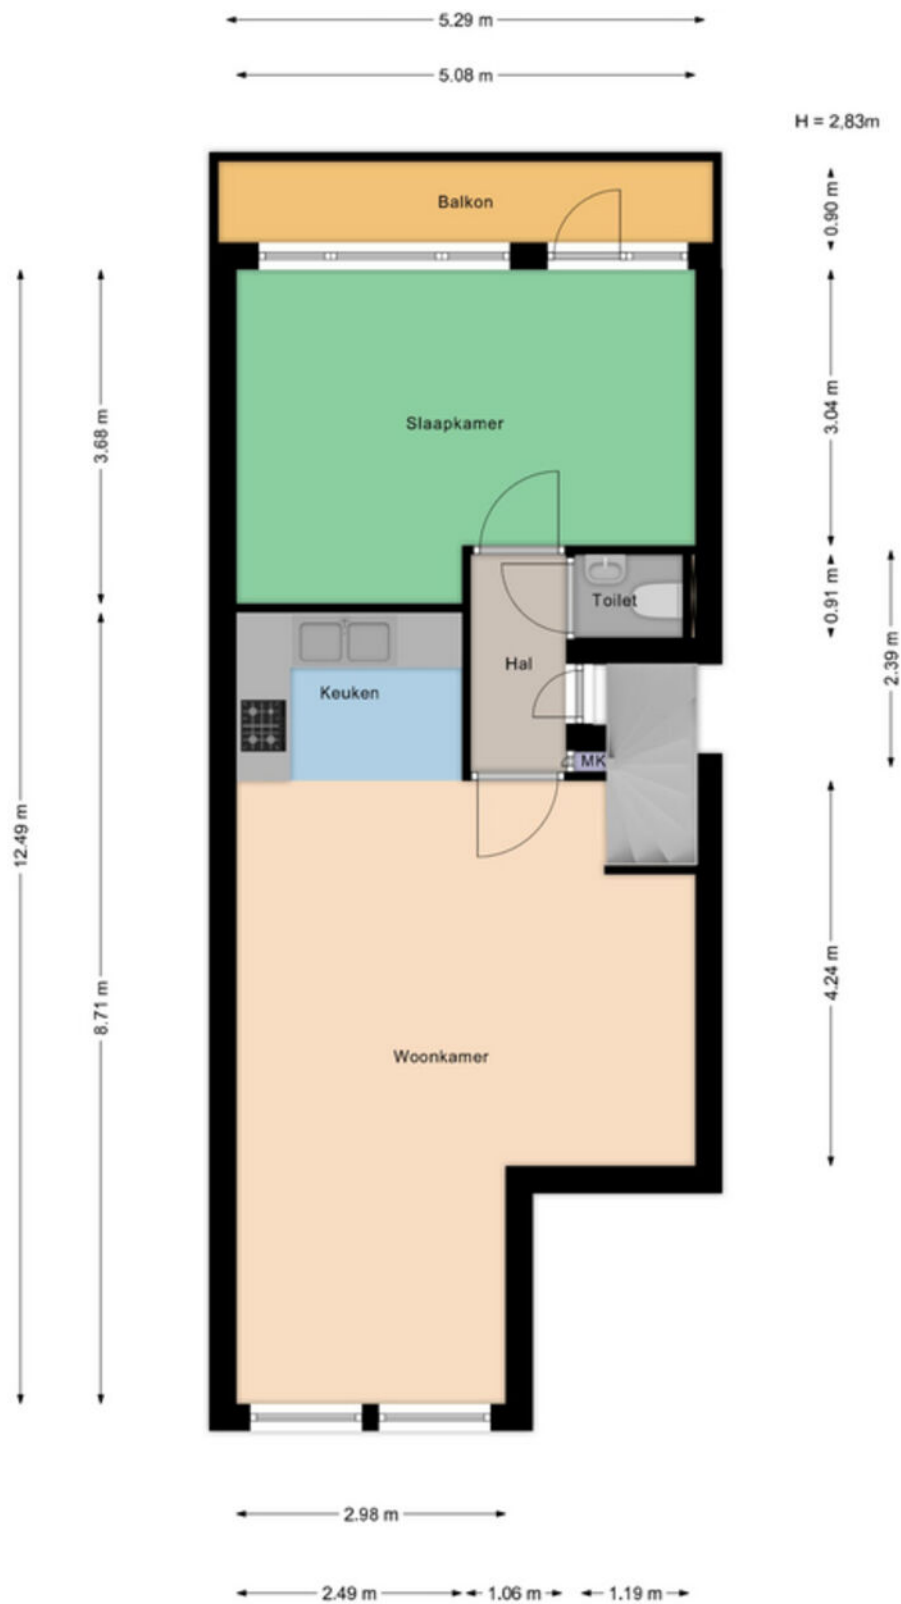 5.29 m
5.08 m
H = 2,83m
Balkon
0.90 m
Slaapkamer
3.68 m
3.04 m
Toilet
0.91 m
Hal
2.39 m
Keuken
MK
12.49 m
8.71 m
4.24 m
Woonkamer
2.98 m
2.49 m
1.06 m
1.19 m